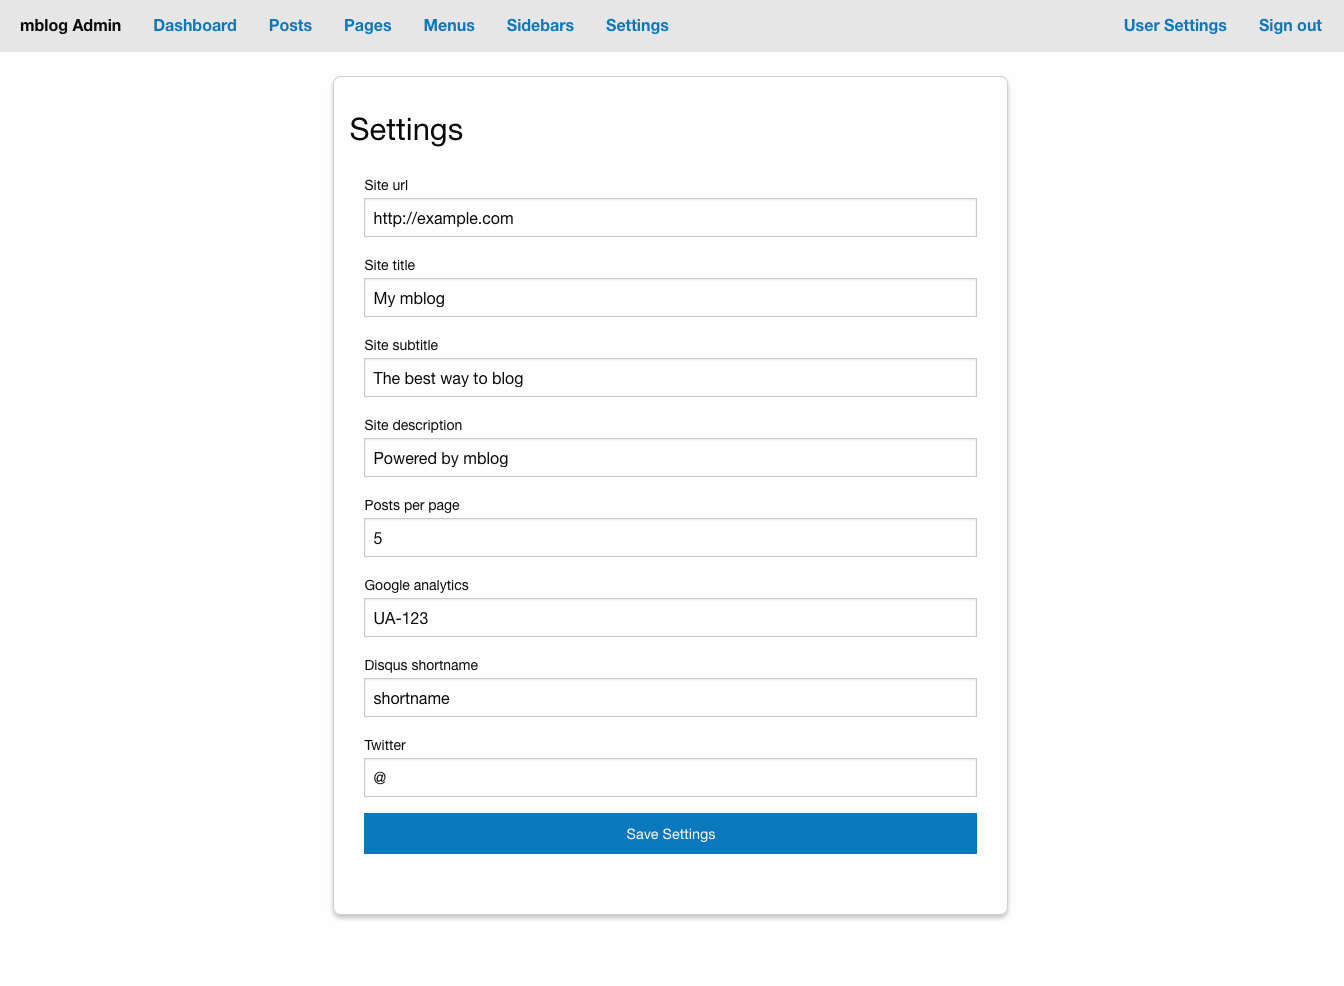 mblog Admin Dashboard Posts Pages Menus Sidebars Settings User Settings Sign out
Settings
Site url
http://example.com
Site title
My mblog
Site subtitle
The best way to blog
Site description
Powered by mblog
Posts per page
5
Google analytics
UA-123
Disqus shortname
shortname
Twitter
@
Save Settings